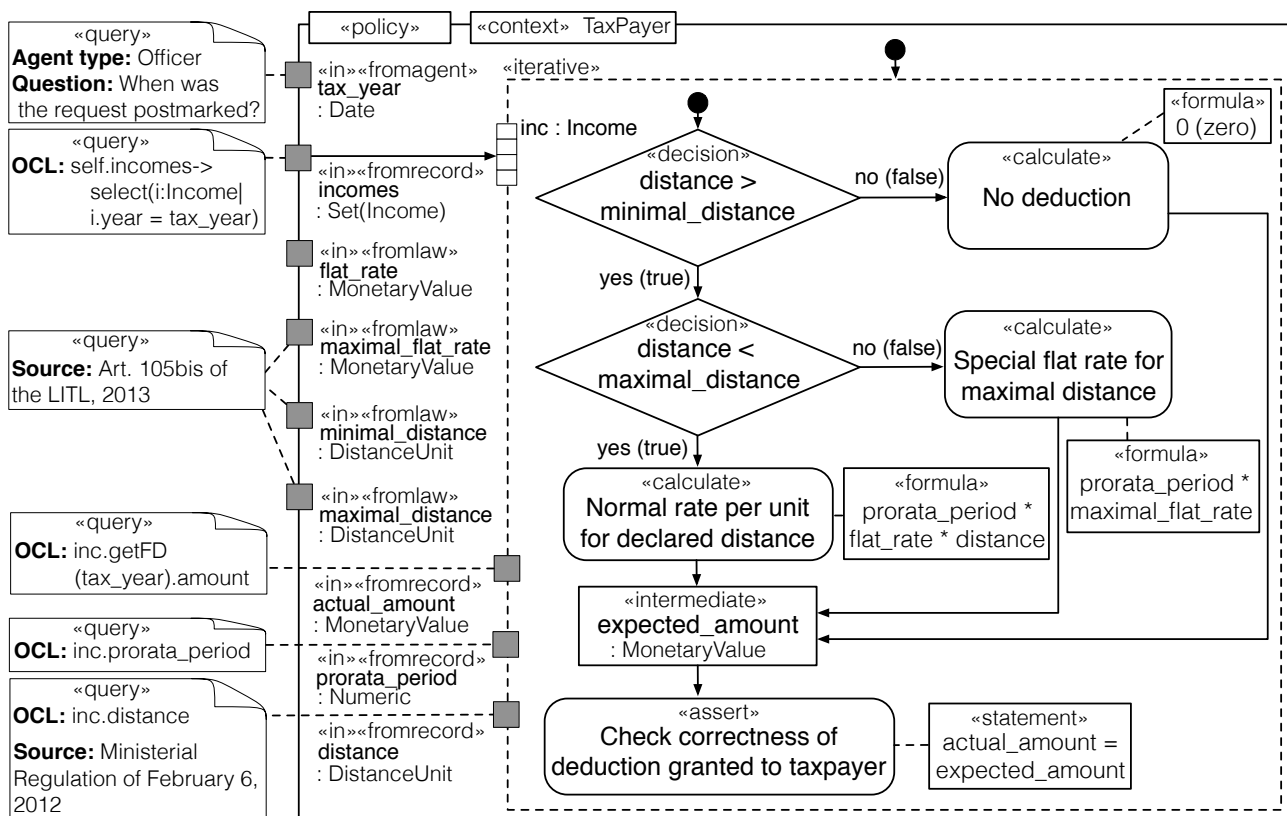 «query»
Agent type: Officer
Question: When was
the request postmarked?
«query»
OCL: self.incomes->
select(i:Income|
i.year = tax_year)
«query»
Source: Art. 105bis of
the LITL, 2013
«query»
OCL: inc.getFD
(tax_year).amount
«query»
OCL: inc.prorata_period
«query»
OCL: inc.distance
Source: Ministerial
Regulation of February 6,
2012
«policy»
«context» TaxPayer
«in»«fromagent»
tax_year
: Date
«in»«fromrecord»
incomes
: Set(Income)
«in»«fromlaw»
flat_rate
: MonetaryValue
«in»«fromlaw»
maximal_flat_rate
: MonetaryValue
«in»«fromlaw»
minimal_distance
: DistanceUnit
«in»«fromlaw»
maximal_distance
: DistanceUnit
«in»«fromrecord»
actual_amount
: MonetaryValue
«in»«fromrecord»
prorata_period
: Numeric
«in»«fromrecord»
distance
: DistanceUnit
«iterative»
inc : Income
«decision»
distance >
minimal_distance
no (false)
«calculate»
No deduction
«formula»
0 (zero)
yes (true)
«decision»
distance <
maximal_distance
no (false)
«calculate»
Special flat rate for
maximal distance
«formula»
prorata_period *
maximal_flat_rate
yes (true)
«calculate»
Normal rate per unit
for declared distance
«formula»
prorata_period *
flat_rate * distance
«intermediate»
expected_amount
: MonetaryValue
«assert»
Check correctness of
deduction granted to taxpayer
«statement»
actual_amount =
expected_amount